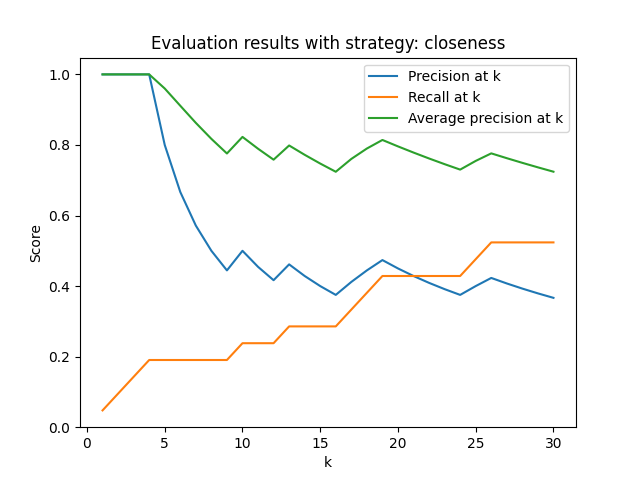 Evaluation results with strategy: closeness
Precision at k
Recall at k
Average precision at k
Score
1.0
0.8
0.6
0.4
0.2
0.0
0 5 10 15 20 25 30
k